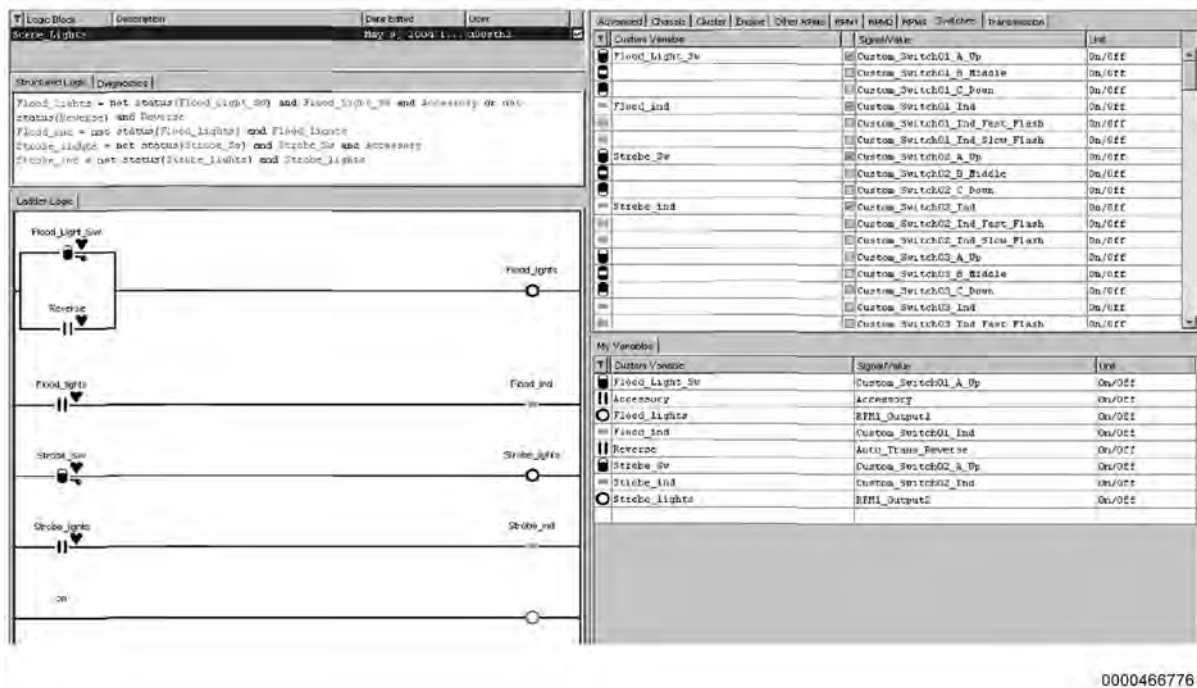 T Logic Block Description Date Edited User
Scene_Lights May 9, 2004 1...
Structured Logic Diagnostics
Flood_lights = not status(Flood_Light_Sw) and Flood_Light_Sw and Accessory or not
status(Reverse) and Reverse
Flood_ind = not status(Flood_lights) and Flood_lights
Strobe_lights = not status(Strobe_Sw) and Strobe_Sw and Accessory
Strobe_ind = not status(Strobe_lights) and Strobe_lights
Ladder Logic
Flood_Light_Sw
Flood_lights
Reverse
Flood_lights Flood_ind
Strobe_Sw Strobe_lights
Strobe_lights Strobe_ind
on
Advanced Chassis Cluster Engine Other RPMs RPM1 RPM2 Switches Transmission
T Custom Variable Signal/Value Unit
Flood_Light_Sw Custom_Switch01_A_Up On/Off
Custom_Switch01_B_Middle On/Off
Custom_Switch01_C_Down On/Off
Flood_ind Custom_Switch01_Ind On/Off
Custom_Switch01_Ind_Fast_Flash On/Off
Custom_Switch01_Ind_Slow_Flash On/Off
Strobe_Sw Custom_Switch02_A_Up On/Off
Custom_Switch02_B_Middle On/Off
Custom_Switch02_C_Down On/Off
Strobe_ind Custom_Switch02_Ind On/Off
Custom_Switch02_Ind_Fast_Flash On/Off
Custom_Switch02_Ind_Slow_Flash On/Off
Custom_Switch03_A_Up On/Off
Custom_Switch03_B_Middle On/Off
Custom_Switch03_C_Down On/Off
Custom_Switch03_Ind On/Off
Custom_Switch03_Ind_Fast_Flash On/Off
My Variables
T Custom Variable Signal/Value Unit
Flood_Light_Sw Custom_Switch01_A_Up On/Off
Accessory Accessory On/Off
Flood_lights RPM1_Output1 On/Off
Flood_ind Custom_Switch01_Ind On/Off
Reverse Auto_Trans_Reverse On/Off
Strobe_Sw Custom_Switch02_A_Up On/Off
Strobe_ind Custom_Switch02_Ind On/Off
Strobe_lights RPM1_Output2 On/Off
0000466776